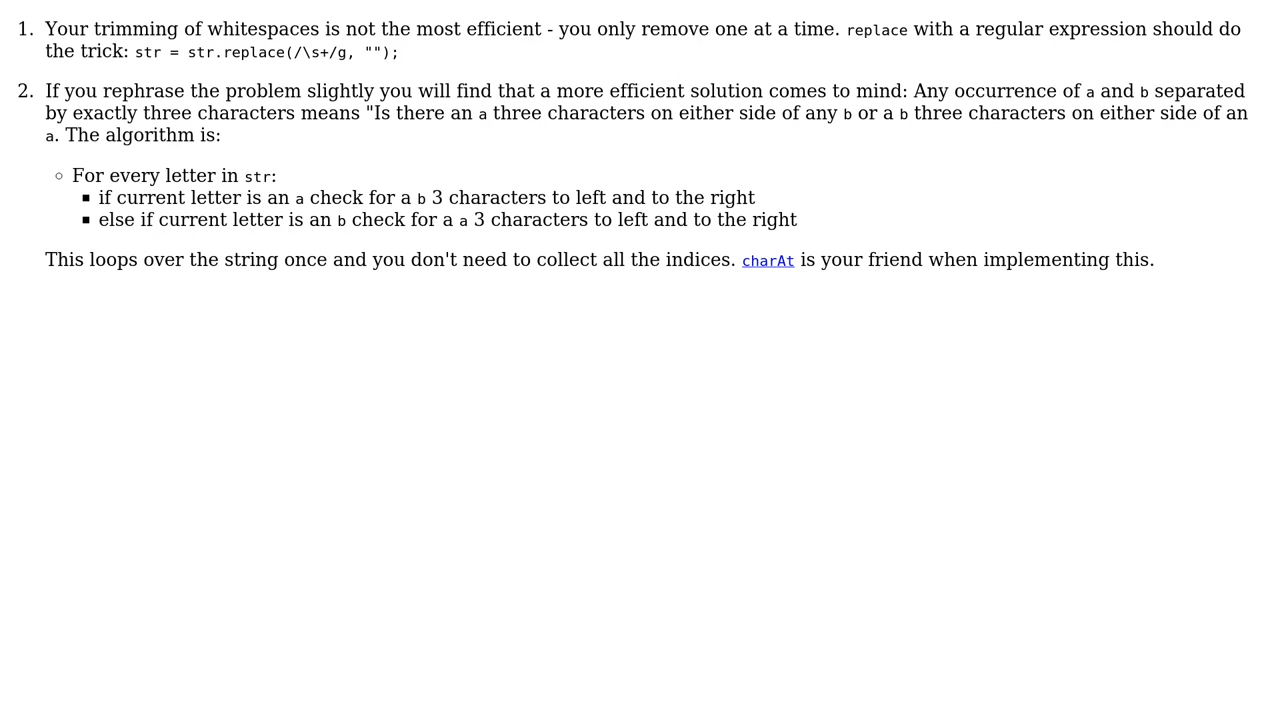 1. Your trimming of whitespaces is not the most efficient - you only remove one at a time. replace with a regular expression should do
the trick: str = str.replace(/\s+/g, "");
2. If you rephrase the problem slightly you will find that a more efficient solution comes to mind: Any occurrence of a and b separated
by exactly three characters means "Is there an a three characters on either side of any b or a b three characters on either side of an
a. The algorithm is:
◦ For every letter in str:
▪ if current letter is an a check for a b 3 characters to left and to the right
▪ else if current letter is an b check for a a 3 characters to left and to the right
This loops over the string once and you don't need to collect all the indices. charAt is your friend when implementing this.